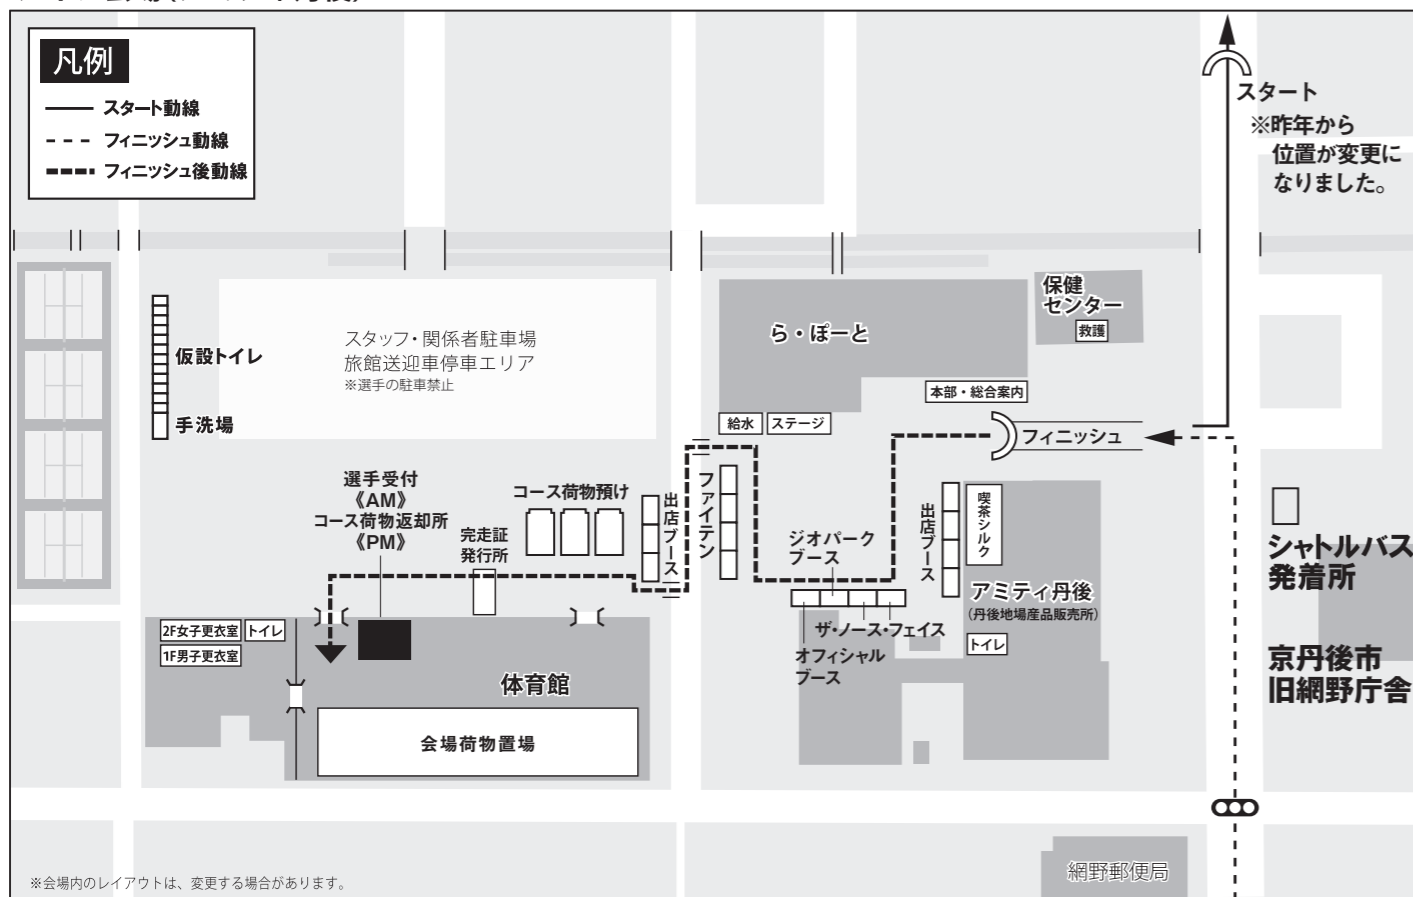 凡例
スタート動線
フィニッシュ動線
フィニッシュ後動線
スタート
※昨年から
位置が変更に
なりました。
仮設トイレ
手洗場
スタッフ・関係者駐車場
旅館送迎車停車エリア
※選手の駐車禁止
ら・ぽーと
保健
センター
救護
本部・総合案内
給水
ステージ
フィニッシュ
選手受付
《AM》
コース荷物返却所
《PM》
コース荷物預け
完走証
発行所
出店ブース
ファイテン
ジオパーク
ブース
出店ブース
喫茶シルク
アミティ丹後
(丹後地場産品販売所)
トイレ
ザ・ノース・フェイス
オフィシャル
ブース
シャトルバス
発着所
京丹後市
旧網野庁舎
2F女子更衣室
トイレ
1F男子更衣室
体育館
会場荷物置場
網野郵便局
※会場内のレイアウトは、変更する場合があります。